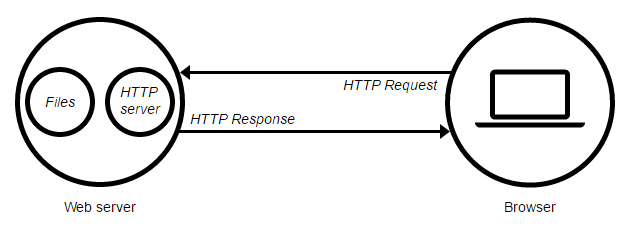 Files
HTTP
server
HTTP Request
HTTP Response
Web server
Browser